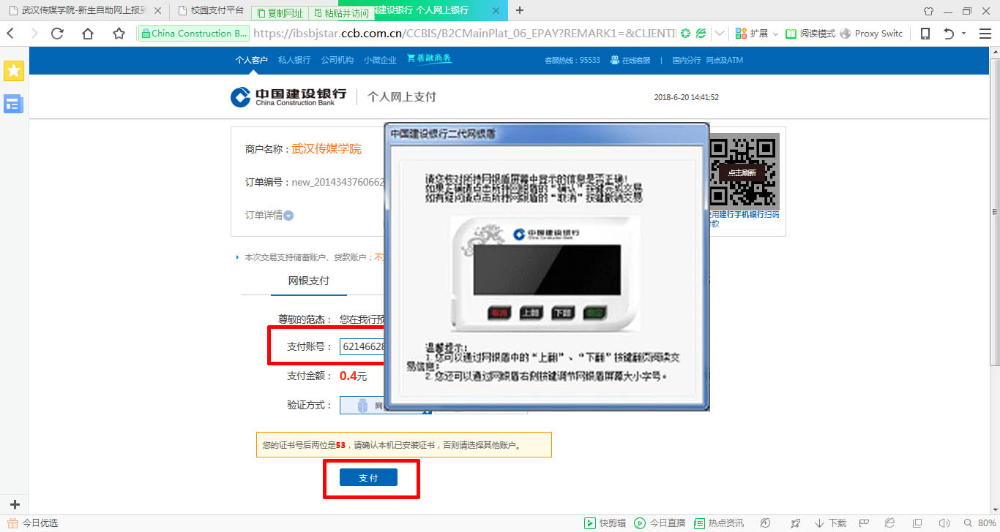 武汉传媒学院-新生自助网上报到
校园支付平台
复制网址
粘贴并访问
国建设银行 个人网上银行
China Construction B...
https://ibsbjstar.ccb.com.cn/CCBIS/B2CMainPlat_06_EPAY?REMARK1=&CLIENTI
扩展
阅读模式
Proxy Switc
个人客户 私人银行 公司机构 小微企业 善融商务
客服热线：95533 在线客服 | 国内分行 网点及ATM
中国建设银行
China Construction Bank
个人网上支付
2018-6-20 14:41:52
商户名称：武汉传媒学院
订单编号：new_2014343760662
订单详情
点击刷新
使用建行手机银行扫码
付款
本次交易支持储蓄账户、贷款账户；不
网银支付
尊敬的范杰： 您在我行预
支付账号： 62146628
支付金额： 0.4元
验证方式： 网
您的证书号后两位是53，请确认本机已安装证书，否则请选择其他账户。
支 付
中国建设银行二代网银盾
请您核对所持网银盾屏幕中显示的信息是否正确！
如果正确请点击所持网银盾的“确认”按键完成交易
如有疑问请点击所持网银盾的“取消”按键撤销交易
中国建设银行
China Construction Bank
取消 上翻 下翻 确定
温馨提示：
1. 您可以通过网银盾中的“上翻”、“下翻”按键翻页阅读交
易信息；
2. 您还可以通过网银盾右侧按键调节网银盾屏幕大小字号。
今日优选
快剪辑
今日直播
热点资讯
下载
80%